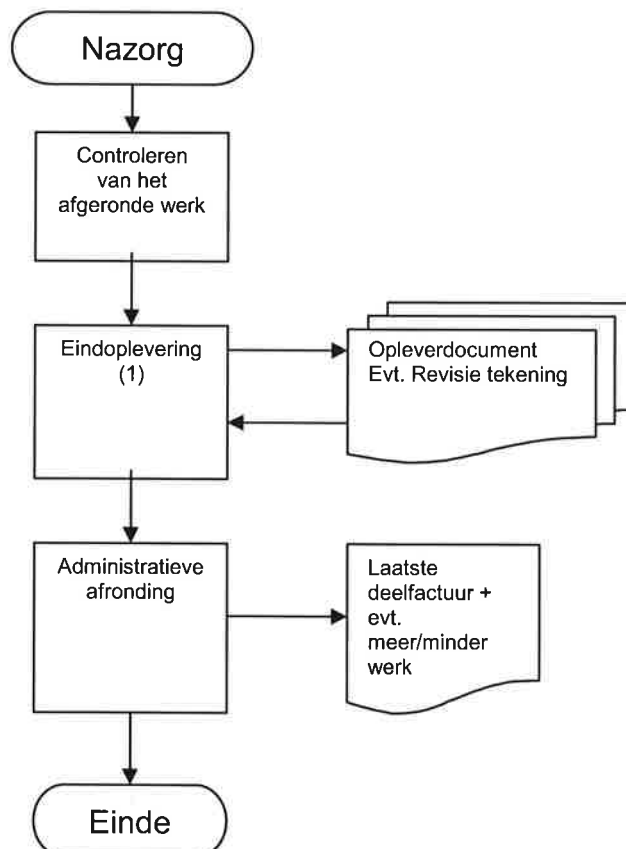 Nazorg
Controleren
van het
afgeronde werk
Eindoplevering
(1)
Opleverdocument
Evt. Revisie tekening
Administratieve
afronding
Laatste
deelfactuur +
evt.
meer/minder
werk
Einde